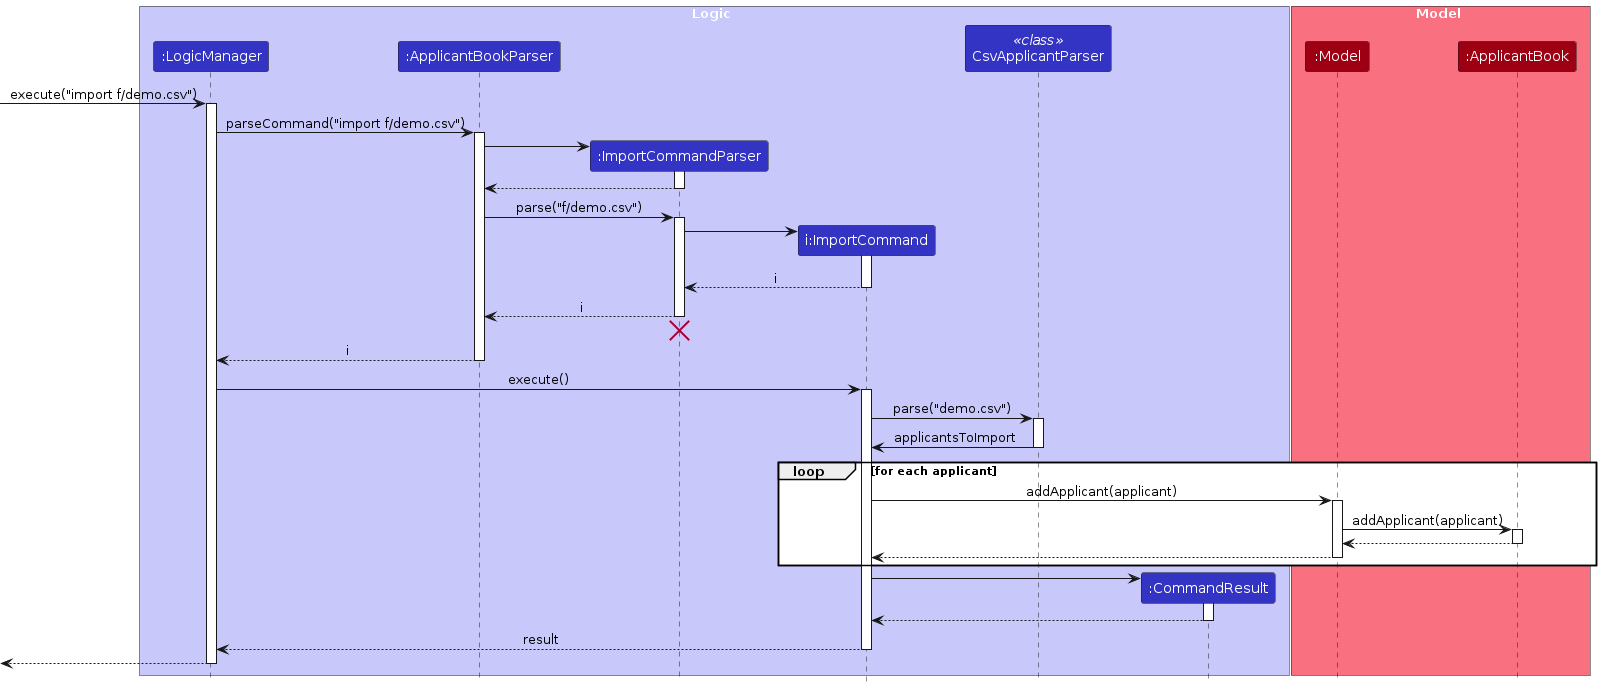 Logic
Model
«class»
:LogicManager
:ApplicantBookParser
CsvApplicantParser
:Model
:ApplicantBook
execute("import f/demo.csv")
parseCommand("import f/demo.csv")
:ImportCommandParser
parse("f/demo.csv")
i:ImportCommand
i
i
i
execute()
parse("demo.csv")
applicantsToImport
loop
[for each applicant]
addApplicant(applicant)
addApplicant(applicant)
:CommandResult
result